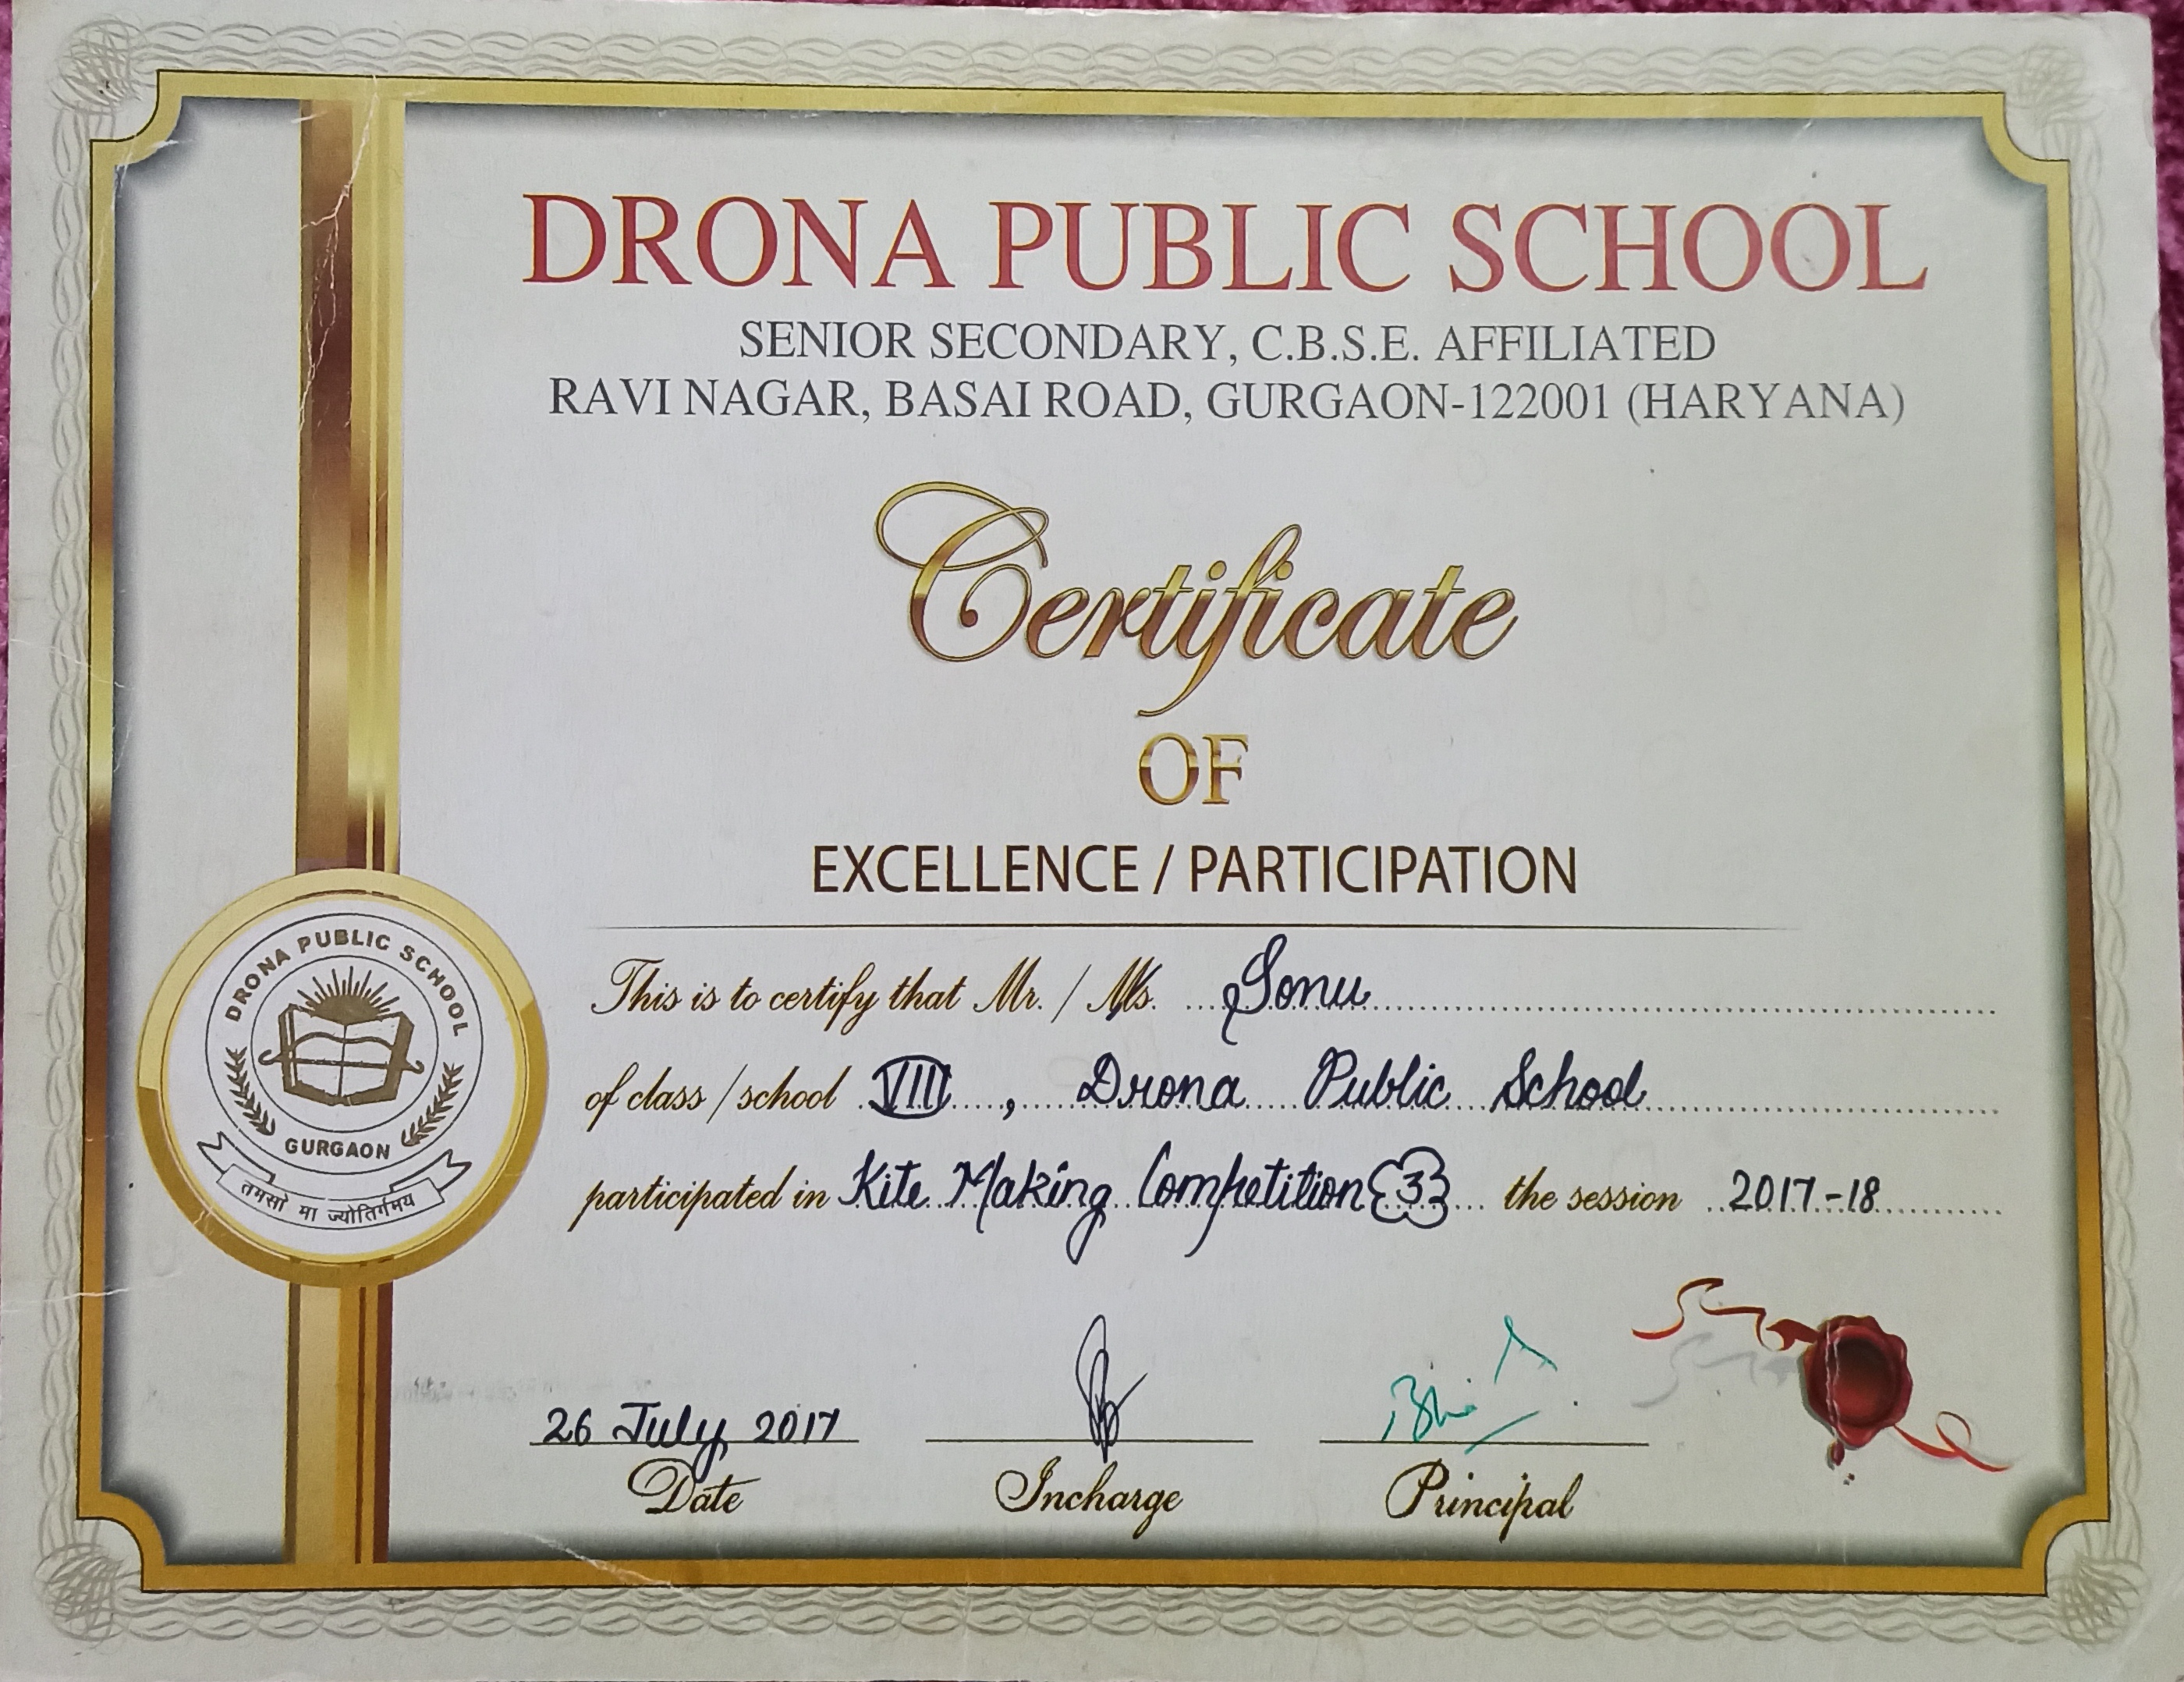 DRONA PUBLIC SCHOOL
SENIOR SECONDARY, C.B.S.E. AFFILIATED
RAVI NAGAR, BASAI ROAD, GURGAON-122001 (HARYANA)
Certificate
OF
EXCELLENCE / PARTICIPATION
This is to certify that Mr. / Ms. Sonu
of class / school VIII , Drona Public School
participated in Kite Making Competition 3 the session 2017-18
DRONA PUBLIC SCHOOL
GURGAON
तमसो मा ज्योतिर्गमय
26 July 2017
Date Incharge Principal